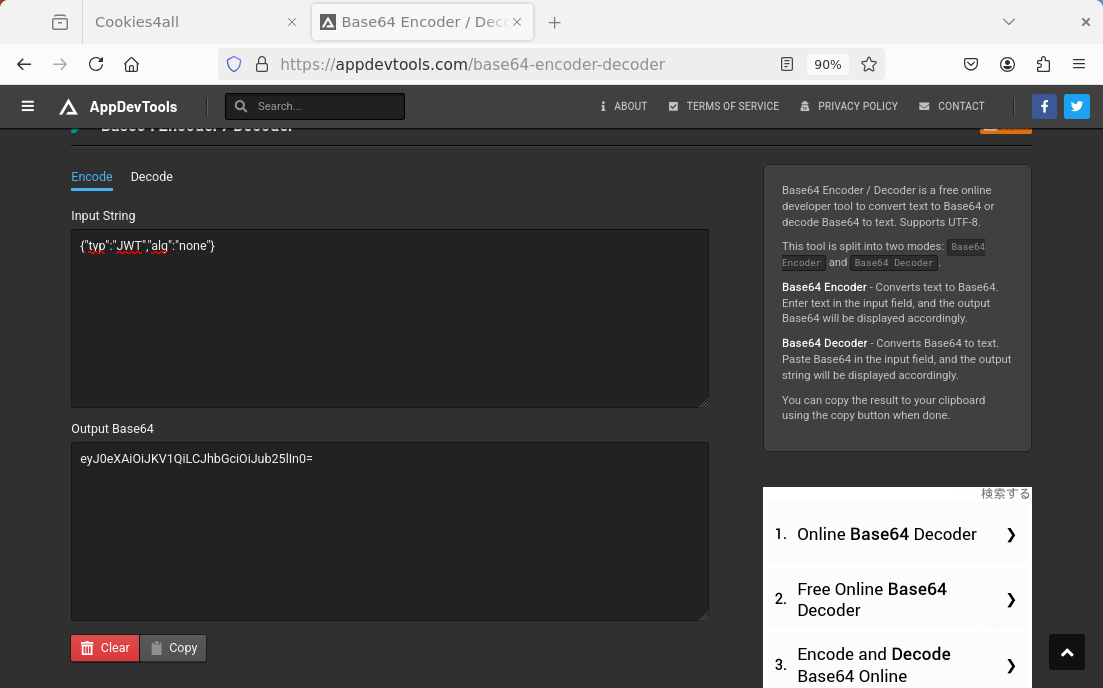 Cookies4all
Base64 Encoder / Dec
https://appdevtools.com/base64-encoder-decoder
90%
AppDevTools
Search...
ABOUT
TERMS OF SERVICE
PRIVACY POLICY
CONTACT
Encode
Decode
Input String
{"typ":"JWT","alg":"none"}
Output Base64
eyJ0eXAiOiJKV1QiLCJhbGciOiJub25lIn0=
Clear
Copy
Base64 Encoder / Decoder is a free online
developer tool to convert text to Base64 or
decode Base64 to text. Supports UTF-8.
This tool is split into two modes: Base64
Encoder and Base64 Decoder.
Base64 Encoder - Converts text to Base64.
Enter text in the input field, and the output
Base64 will be displayed accordingly.
Base64 Decoder - Converts Base64 to text.
Paste Base64 in the input field, and the output
string will be displayed accordingly.
You can copy the result to your clipboard
using the copy button when done.
検索する
1. Online Base64 Decoder
2. Free Online Base64
Decoder
3. Encode and Decode
Base64 Online